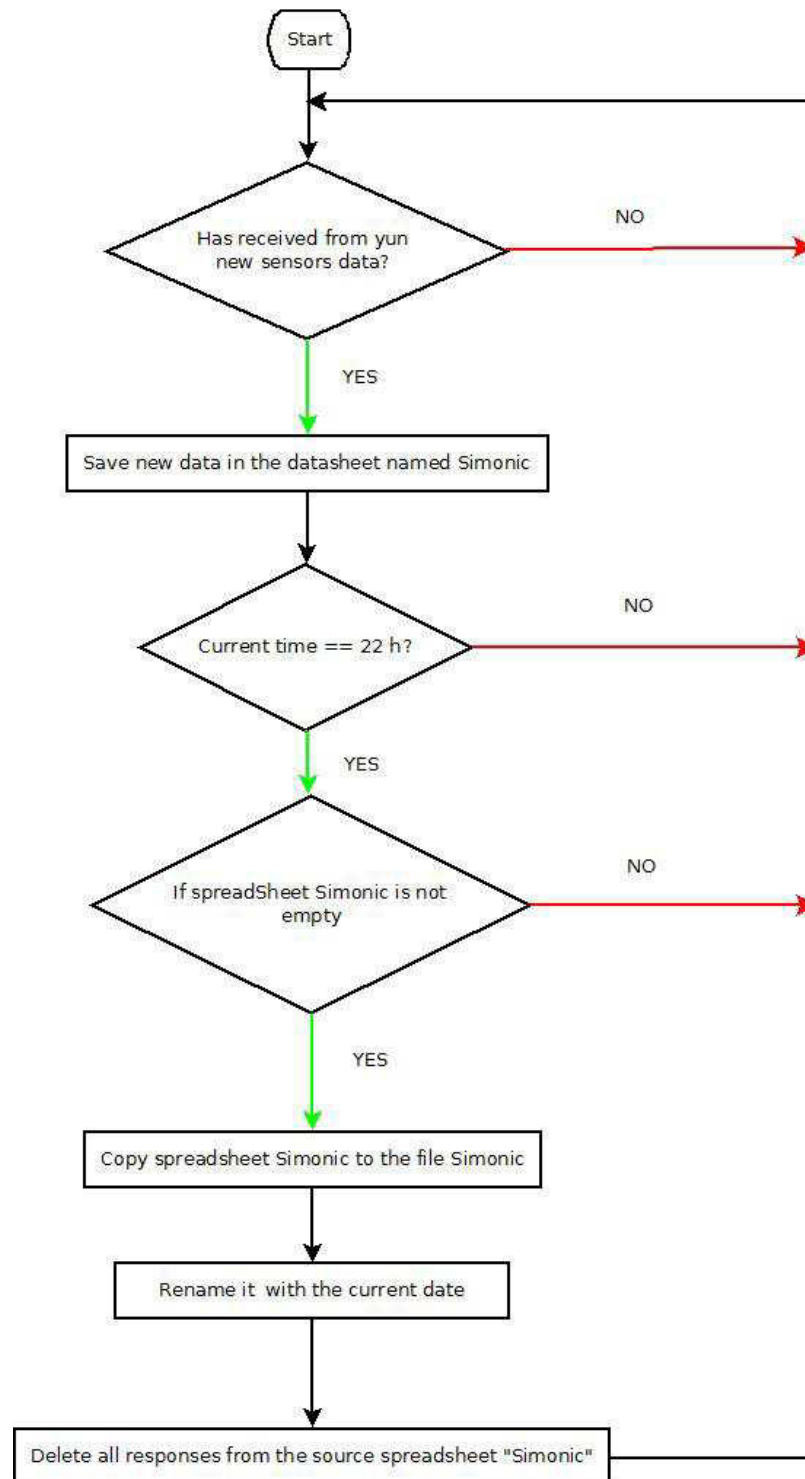 Start
Has received from yun
new sensors data?
NO
YES
Save new data in the datasheet named Simonic
Current time == 22 h?
NO
YES
If spreadSheet Simonic is not
empty
NO
YES
Copy spreadsheet Simonic to the file Simonic
Rename it with the current date
Delete all responses from the source spreadsheet "Simonic"